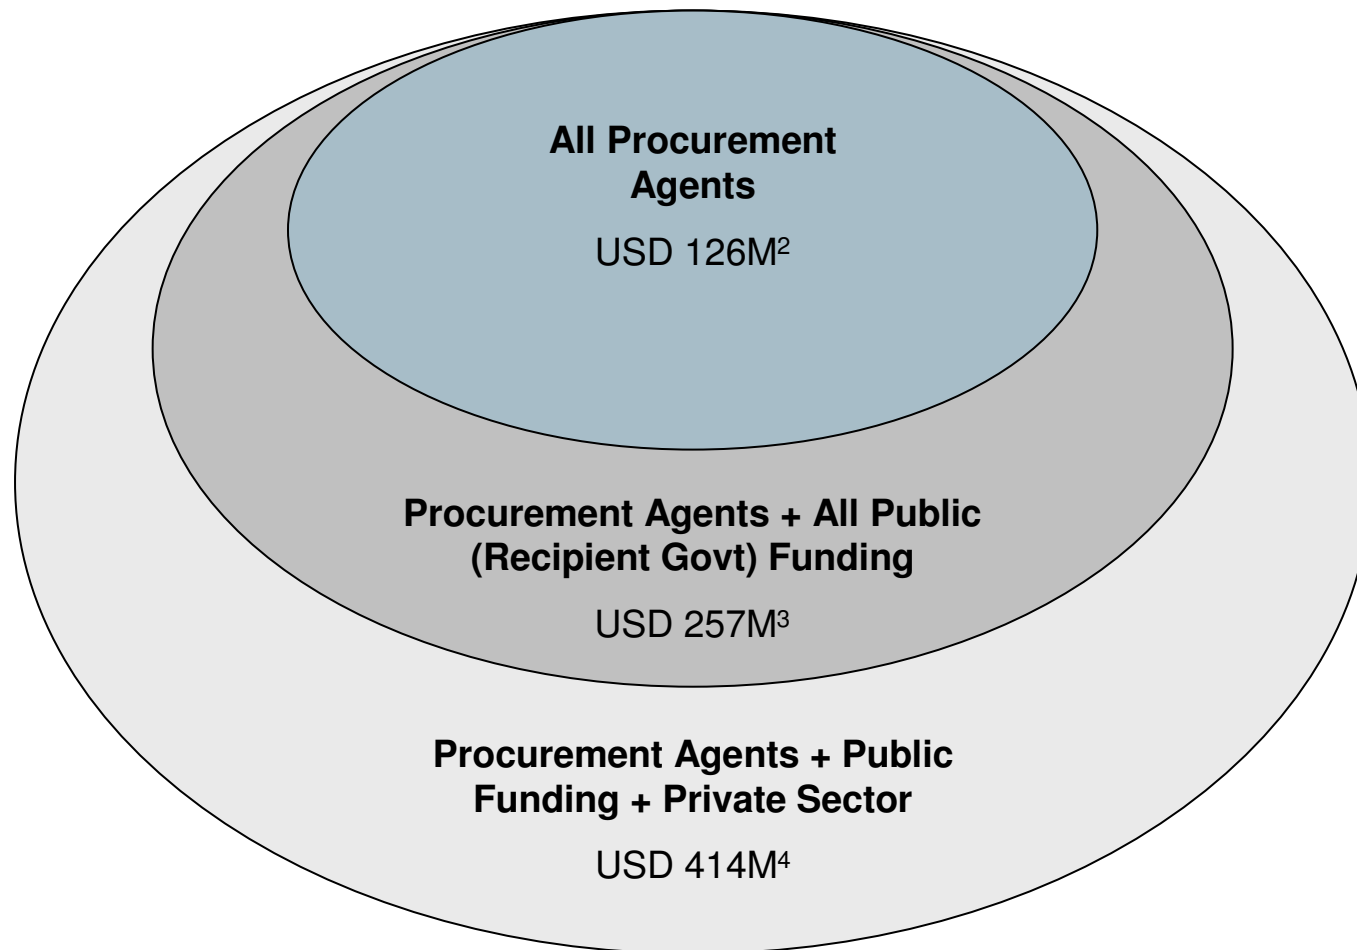 All Procurement
Agents
USD 126M²
Procurement Agents + All Public
(Recipient Govt) Funding
USD 257M³
Procurement Agents + Public
Funding + Private Sector
USD 414M⁴